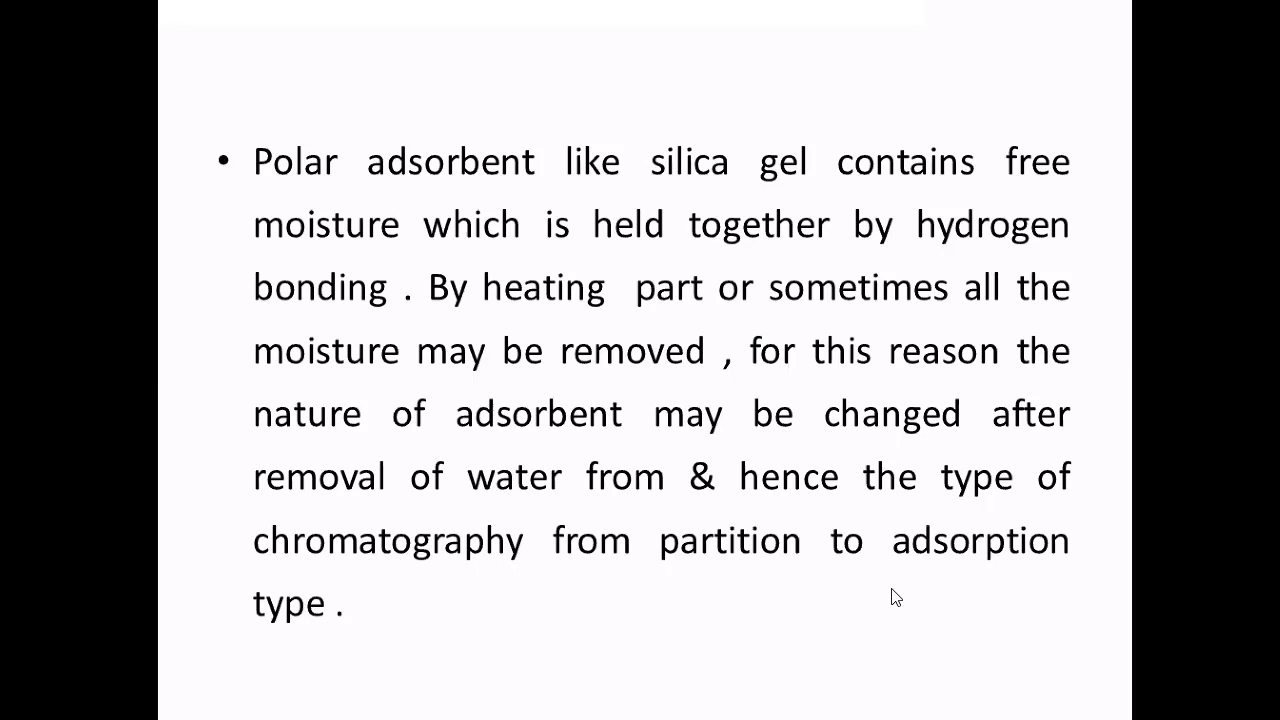 • Polar adsorbent like silica gel contains free
moisture which is held together by hydrogen
bonding . By heating part or sometimes all the
moisture may be removed , for this reason the
nature of adsorbent may be changed after
removal of water from & hence the type of
chromatography from partition to adsorption
type .